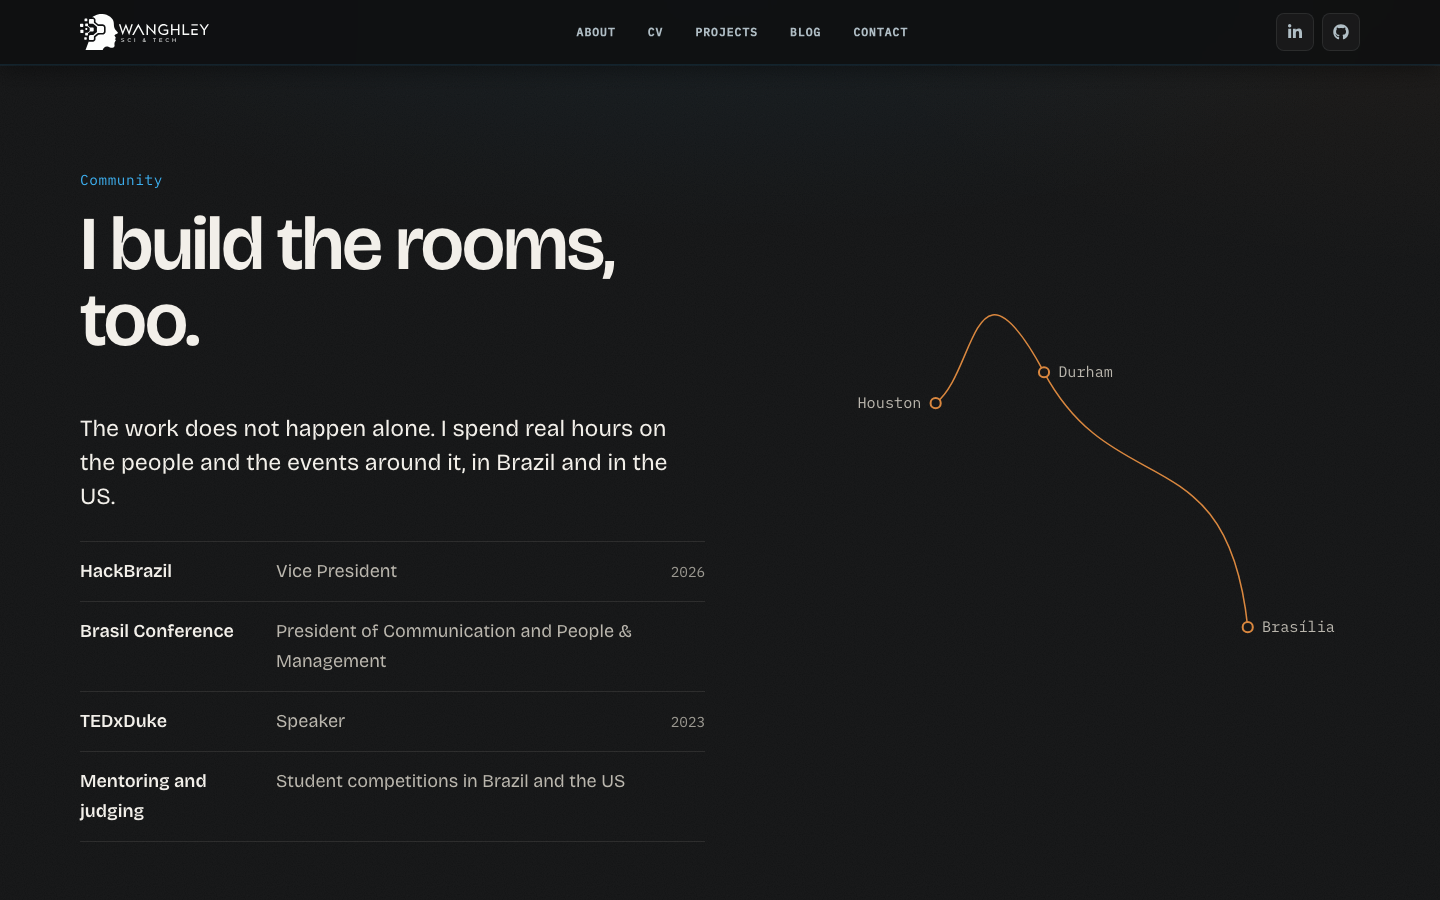 WANGHLEY
SCI & TECH
ABOUT
CV
PROJECTS
BLOG
CONTACT
in
Community
I build the rooms,
too.
The work does not happen alone. I spend real hours on
the people and the events around it, in Brazil and in the
US.
HackBrazil Vice President 2026
Brasil Conference President of Communication and People &
Management
TEDxDuke Speaker 2023
Mentoring and Student competitions in Brazil and the US
judging
Durham
Houston
Brasília